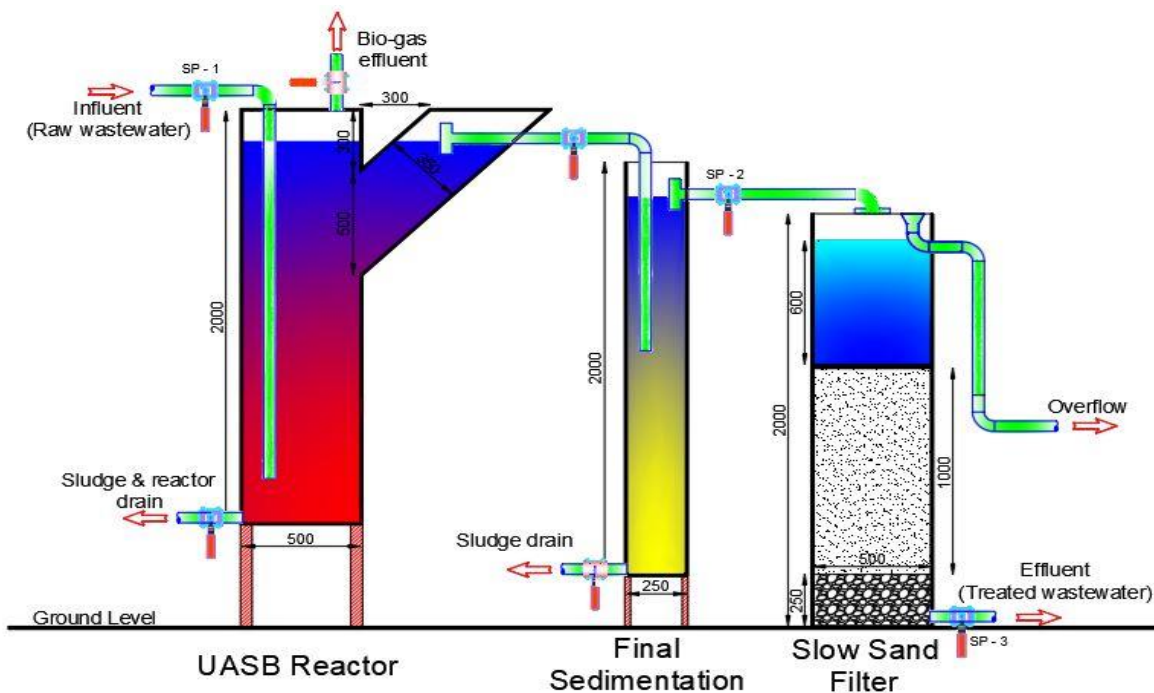 Bio-gas
effluent
SP - 1
Influent
(Raw wastewater)
300
300
350
500
2000
500
Sludge & reactor
drain
SP - 2
2000
Sludge drain
250
600
2000
1000
500
250
Overflow
Effluent
(Treated wastewater)
SP - 3
Ground Level
UASB Reactor
Final
Sedimentation
Slow Sand
Filter